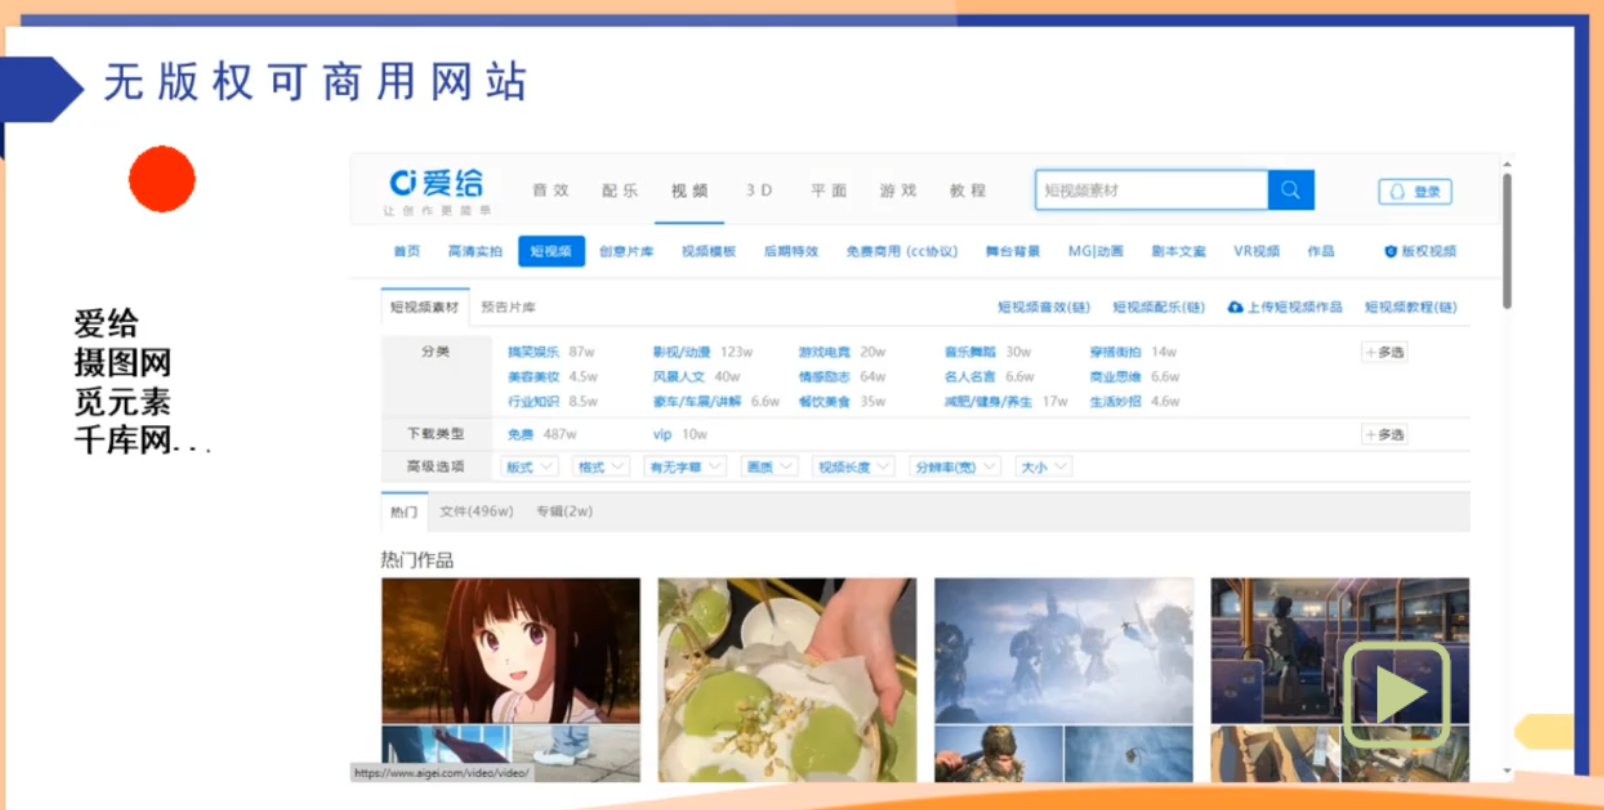 无版权可商用网站
爱给
摄图网
觅元素
千库网...
爱给
让创作更简单
音效 配乐 视频 3D 平面 游戏 教程
短视频素材
登录
首页 高清实拍 短视频 创意片库 视频模板 后期特效 免费商用 (cc协议) 舞台背景 MG|动画 剧本文案 VR视频 作品 版权视频
短视频素材 预告片库 短视频音效(链) 短视频配乐(链) 上传短视频作品 短视频教程(链)
分类 搞笑娱乐 87w 影视/动漫 123w 游戏电竞 20w 音乐舞蹈 30w 穿搭街拍 14w +多选
美容美妆 4.5w 风景人文 40w 情感励志 64w 名人名言 6.6w 商业思维 6.6w
行业知识 8.5w 豪车/车展/讲解 6.6w 餐饮美食 35w 减肥/健身/养生 17w 生活妙招 4.6w
下载类型 免费 487w vip 10w +多选
高级选项 版式 格式 有无字幕 画质 视频长度 分辨率(宽) 大小
热门 文件(496w) 专辑(2w)
热门作品
https://www.aigei.com/video/video/